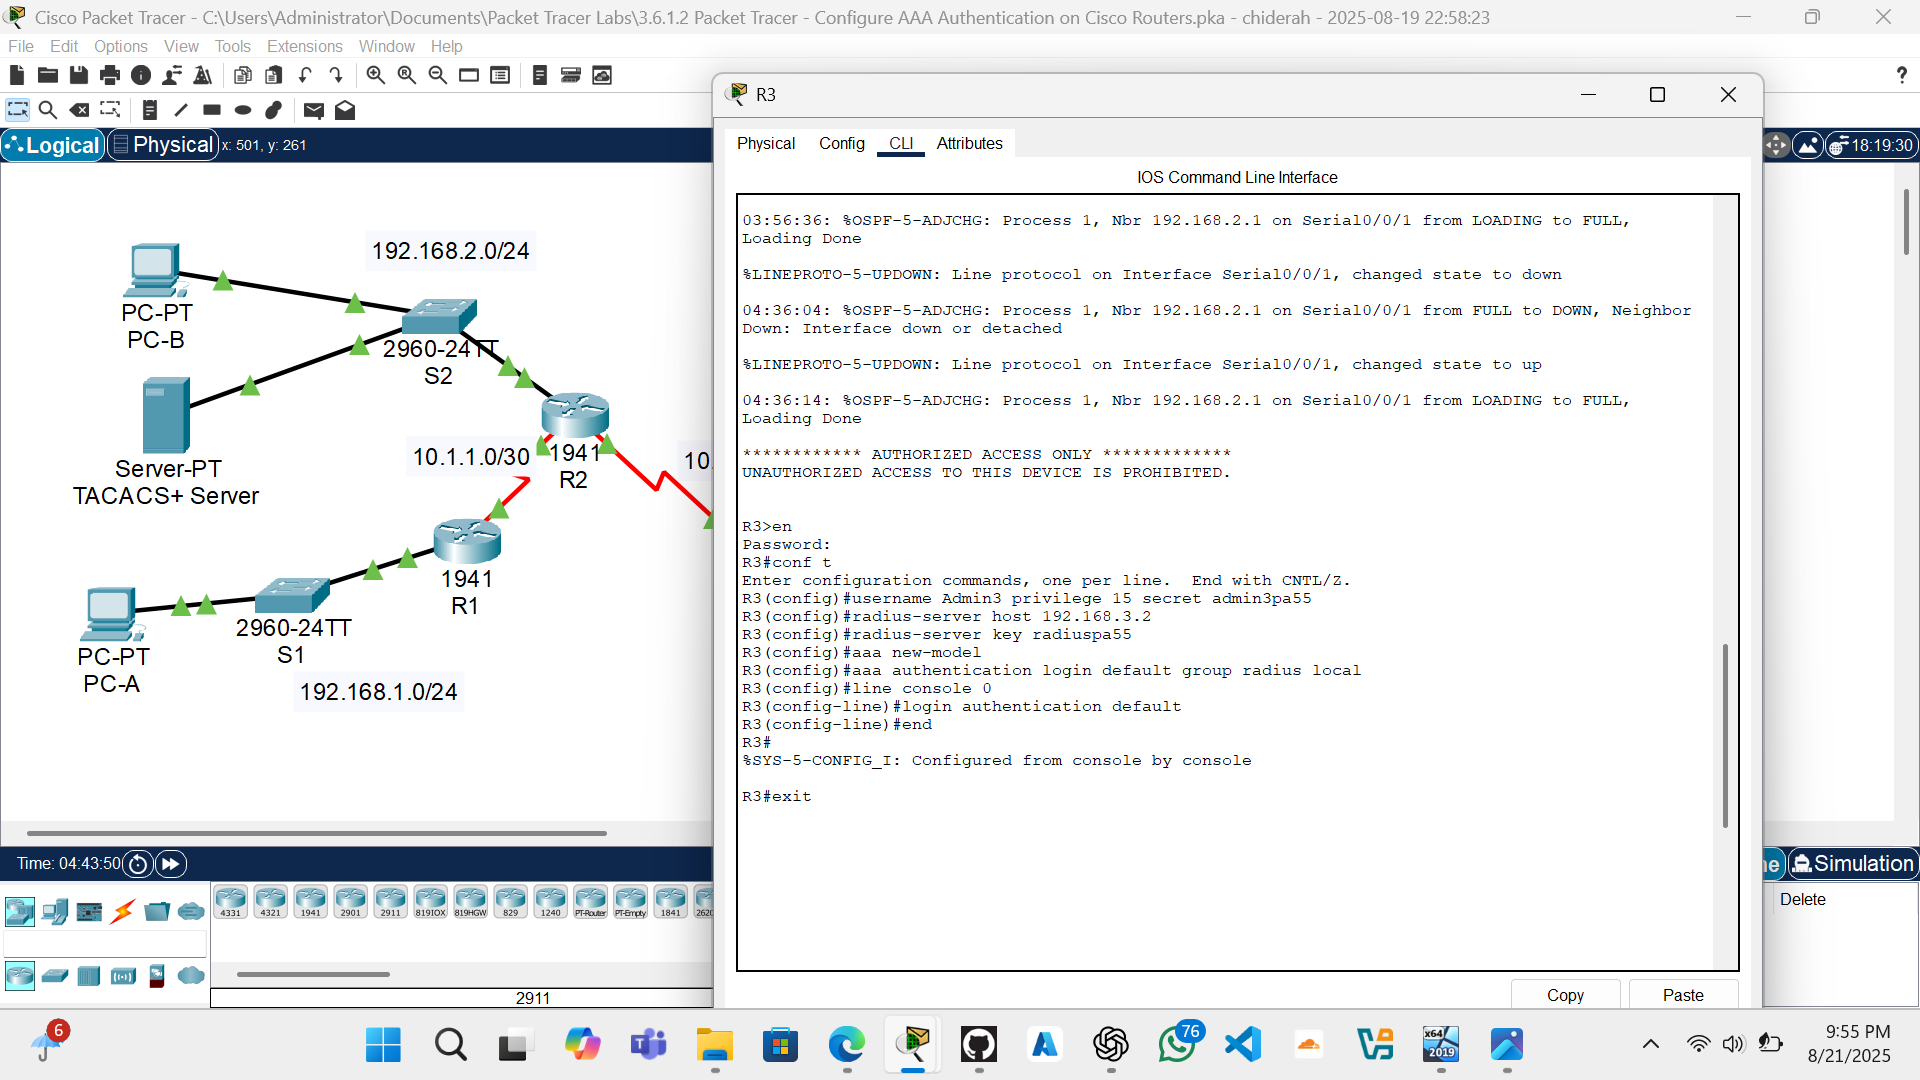 Cisco Packet Tracer - C:\Users\Administrator\Documents\Packet Tracer Labs\3.6.1.2 Packet Tracer - Configure AAA Authentication on Cisco Routers.pka - chiderah - 2025-08-19 22:58:23
File Edit Options View Tools Extensions Window Help
?
Logical Physical x: 501, y: 261
18:19:30
R3
Physical Config CLI Attributes
IOS Command Line Interface
03:56:36: %OSPF-5-ADJCHG: Process 1, Nbr 192.168.2.1 on Serial0/0/1 from LOADING to FULL,
Loading Done
%LINEPROTO-5-UPDOWN: Line protocol on Interface Serial0/0/1, changed state to down
04:36:04: %OSPF-5-ADJCHG: Process 1, Nbr 192.168.2.1 on Serial0/0/1 from FULL to DOWN, Neighbor
Down: Interface down or detached
%LINEPROTO-5-UPDOWN: Line protocol on Interface Serial0/0/1, changed state to up
04:36:14: %OSPF-5-ADJCHG: Process 1, Nbr 192.168.2.1 on Serial0/0/1 from LOADING to FULL,
Loading Done
************ AUTHORIZED ACCESS ONLY *************
UNAUTHORIZED ACCESS TO THIS DEVICE IS PROHIBITED.
R3>en
Password:
R3#conf t
Enter configuration commands, one per line.  End with CNTL/Z.
R3(config)#username Admin3 privilege 15 secret admin3pa55
R3(config)#radius-server host 192.168.3.2
R3(config)#radius-server key radiuspa55
R3(config)#aaa new-model
R3(config)#aaa authentication login default group radius local
R3(config)#line console 0
R3(config-line)#login authentication default
R3(config-line)#end
R3#
%SYS-5-CONFIG_I: Configured from console by console
R3#exit
Copy Paste
192.168.2.0/24
PC-PT
PC-B
2960-24TT
S2
Server-PT
TACACS+ Server
10.1.1.0/30
1941
R2
10.
1941
R1
2960-24TT
S1
PC-PT
PC-A
192.168.1.0/24
Time: 04:43:50
Simulation
Delete
4331 4321 1941 2901 2911 819IOX 819HGW 829 1240 PT-Router PT-Empty 1841 2620
2911
6
76
x64
2019
9:55 PM
8/21/2025